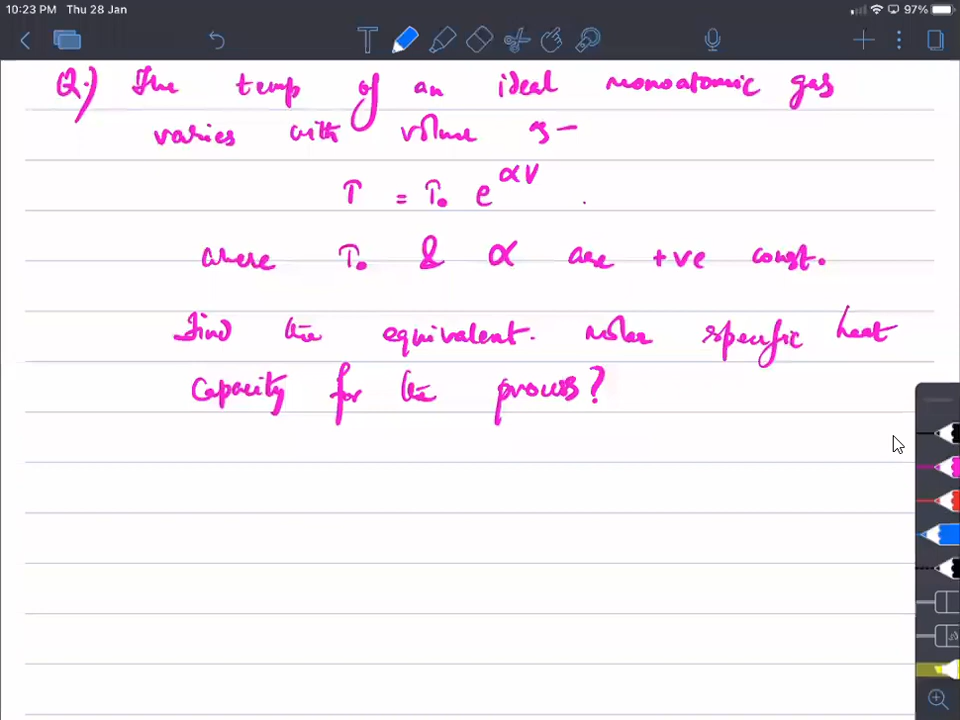 10:23 PM Thu 28 Jan 97%
Q.) The temp of an ideal monoatomic gas
varies with volume as -
T = T₀ e^αV .
where T₀ & α are +ve const.
Find the equivalent. molar specific heat
capacity for the process?